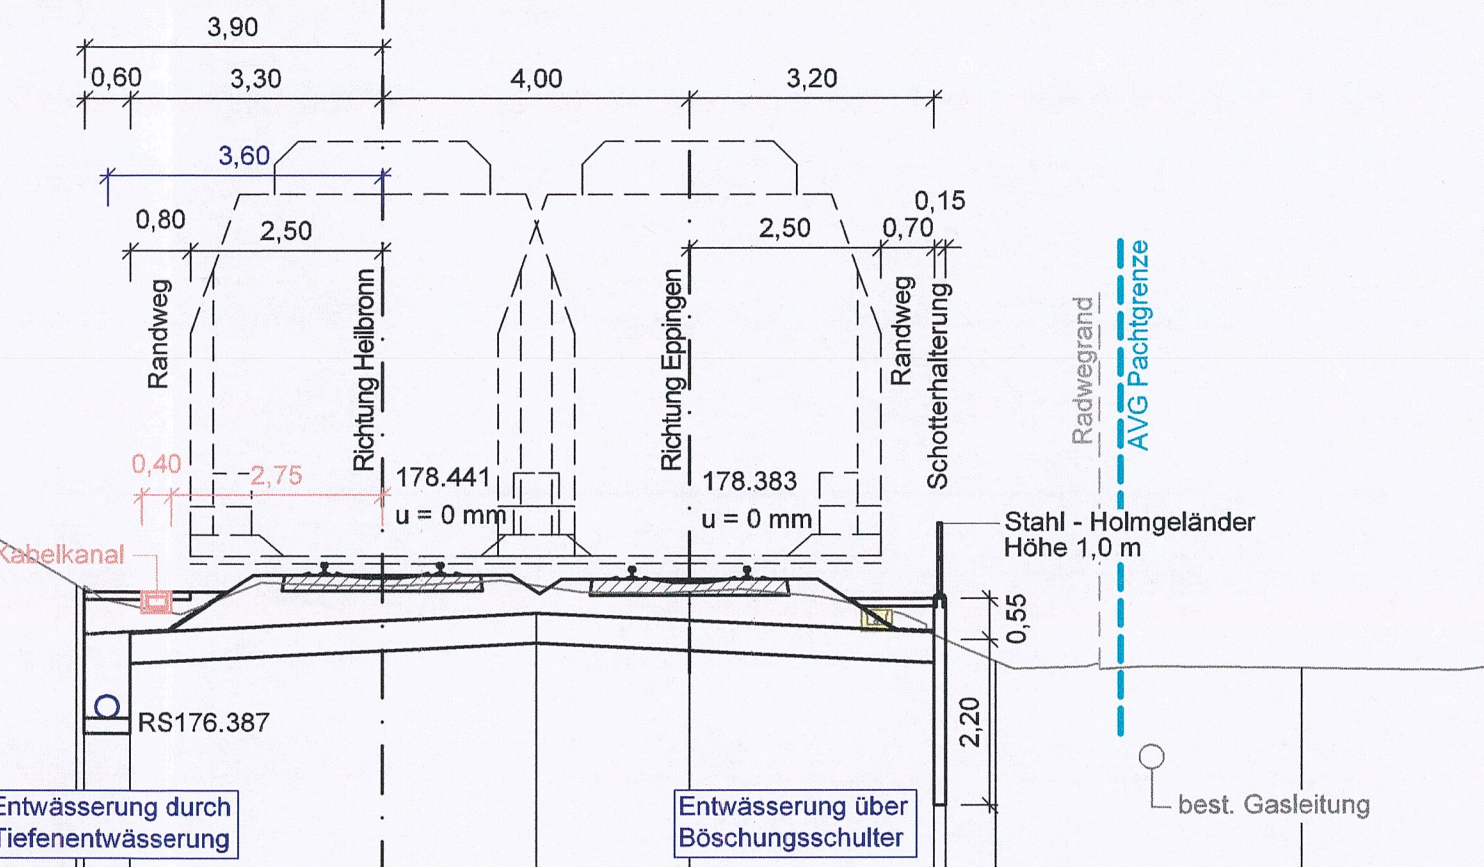 3,90
0,60
3,30
4,00
3,20
3,60
0,15
0,80
2,50
2,50
0,70
Randweg
Richtung Heilbronn
Richtung Eppingen
Randweg
Schotterhalterung
Radwegrand
AVG Pachtgrenze
0,40
2,75
178.441
u = 0 mm
178.383
u = 0 mm
Stahl - Holmgeländer
Höhe 1,0 m
Kabelkanal
0,55
RS176.387
2,20
Entwässerung durch
Tiefenentwässerung
Entwässerung über
Böschungsschulter
best. Gasleitung